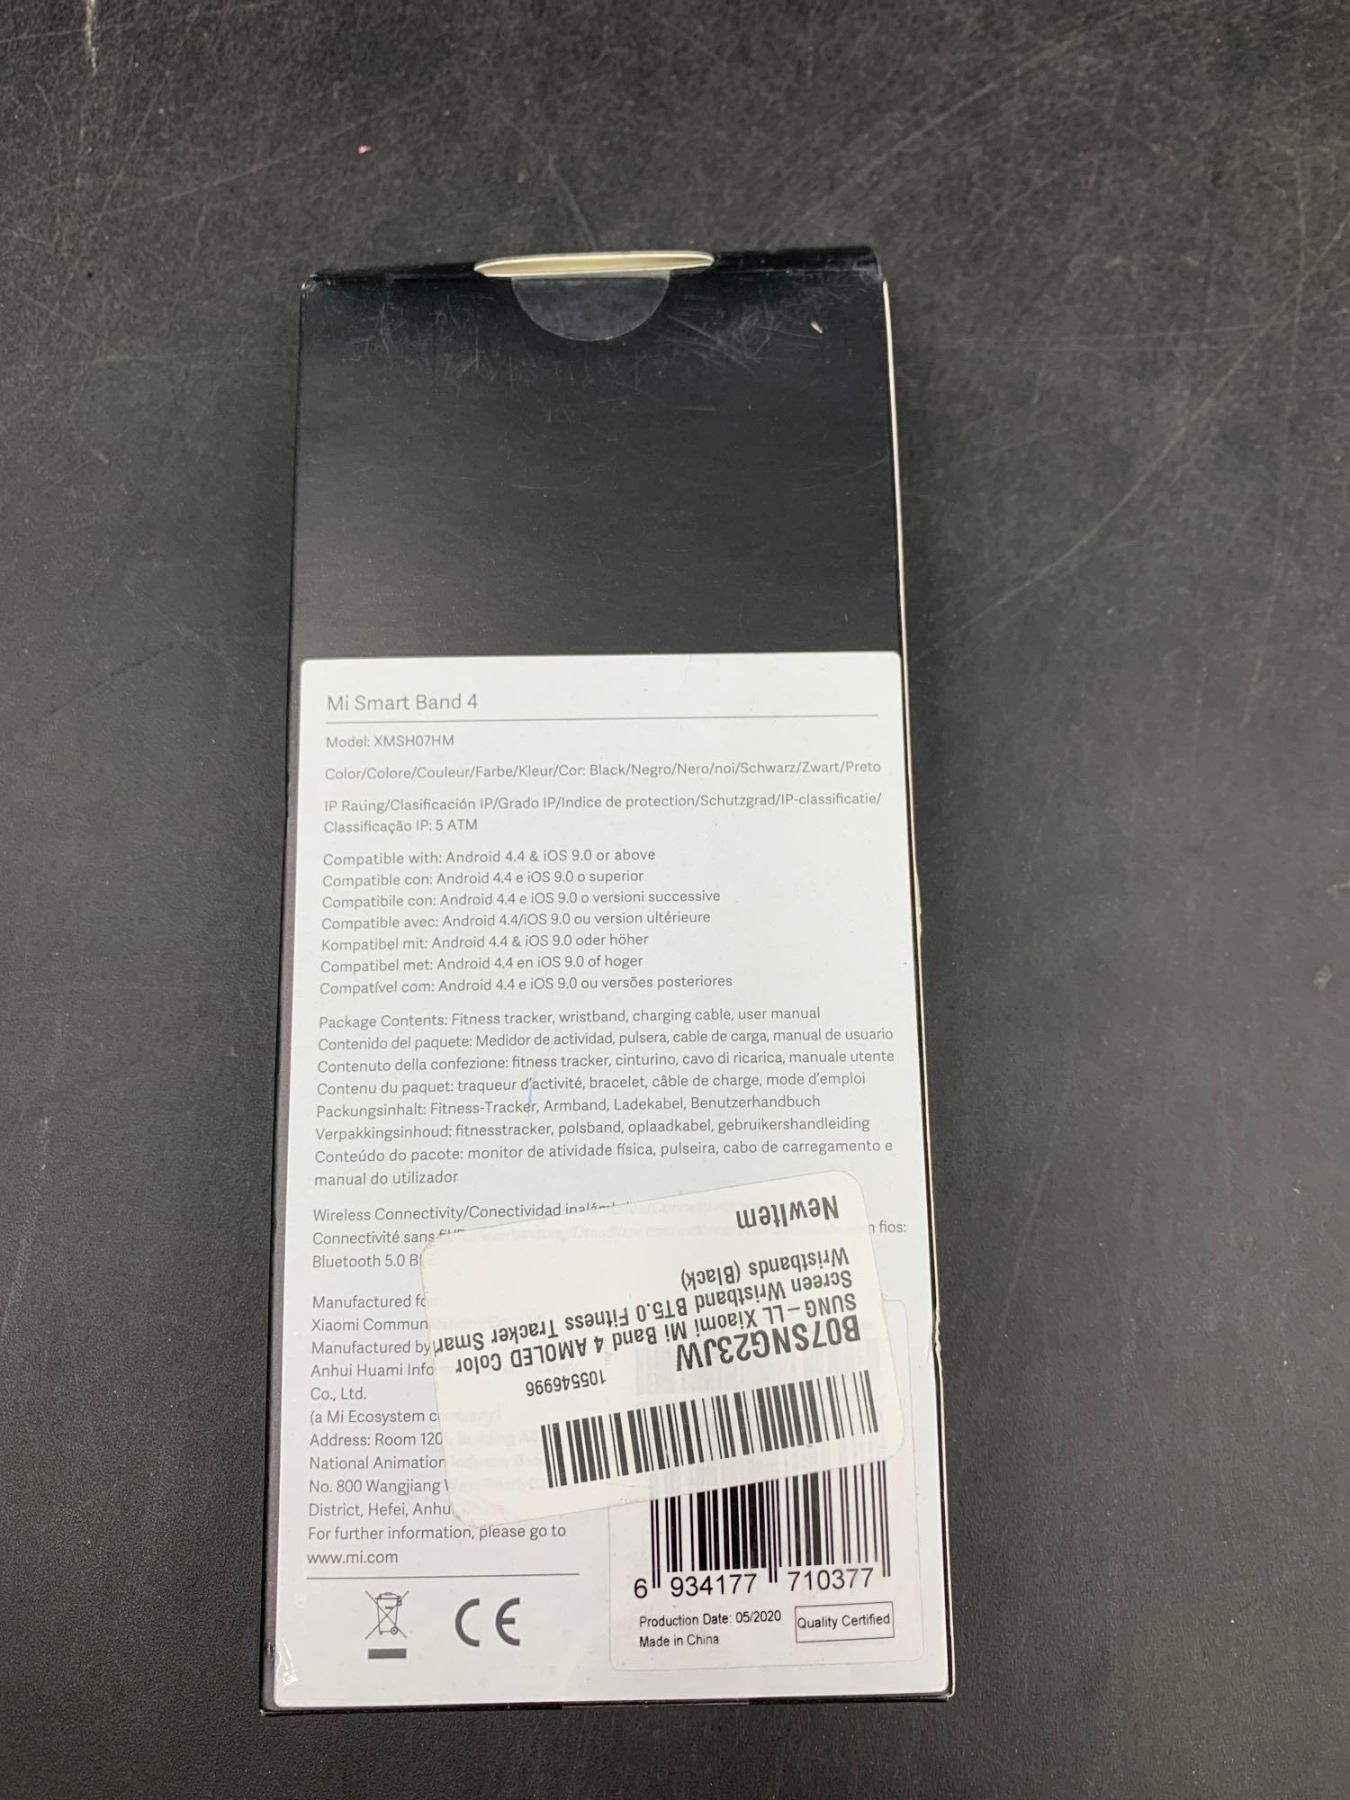 Mi Smart Band 4
Model: XMSH07HM
Color/Colore/Couleur/Farbe/Kleur/Cor: Black/Negro/Nero/noi/Schwarz/Zwart/Preto
IP Rating/Clasificación IP/Grado IP/Indice de protection/Schutzgrad/IP-classificatie/
Classificação IP: 5 ATM
Compatible with: Android 4.4 & iOS 9.0 or above
Compatible con: Android 4.4 e iOS 9.0 o superior
Compatibile con: Android 4.4 e iOS 9.0 o versioni successive
Compatible avec: Android 4.4/iOS 9.0 ou version ultérieure
Kompatibel mit: Android 4.4 & iOS 9.0 oder höher
Compatibel met: Android 4.4 en iOS 9.0 of hoger
Compatível com: Android 4.4 e iOS 9.0 ou versões posteriores
Package Contents: Fitness tracker, wristband, charging cable, user manual
Contenido del paquete: Medidor de actividad, pulsera, cable de carga, manual de usuario
Contenuto della confezione: fitness tracker, cinturino, cavo di ricarica, manuale utente
Contenu du paquet: traqueur d'activité, bracelet, câble de charge, mode d'emploi
Packungsinhalt: Fitness-Tracker, Armband, Ladekabel, Benutzerhandbuch
Verpakkingsinhoud: fitnesstracker, polsband, oplaadkabel, gebruikershandleiding
Conteúdo do pacote: monitor de atividade física, pulseira, cabo de carregamento e
manual do utilizador
Wireless Connectivity/Conectividad
Connectivité sans fios:
Bluetooth 5.0
Manufactured
Xiaomi
Manufactured by
Anhui Huami
Co., Ltd.
(a Mi Ecosystem
Address: Room
National Animation
No. 800 Wangjiang
District, Hefei,
For further information, please go to
www.mi.com
CE
105546996
B07SNG23JW
SUNG-LL Xiaomi Mi Band 4 AMOLED Color
Screen Wristband BT5.0 Fitness Tracker Smart
Wristbands (Black)
NewItem
6 934177 710377
Production Date: 05/2020
Made in China
Quality Certified